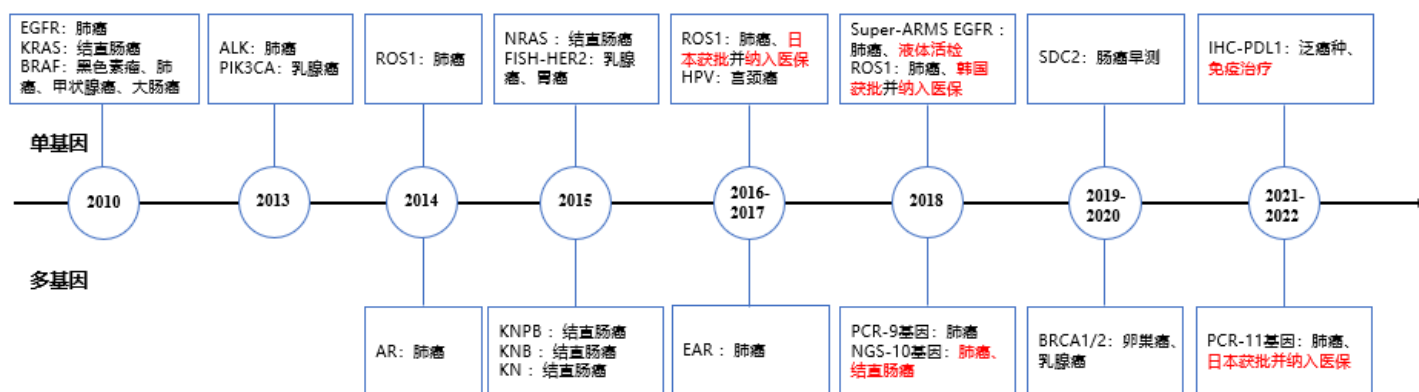 EGFR：肺癌
KRAS：结直肠癌
BRAF：黑色素瘤、肺
癌、甲状腺癌、大肠癌
ALK：肺癌
PIK3CA：乳腺癌
ROS1：肺癌
NRAS ：结直肠癌
FISH-HER2：乳腺
癌、胃癌
ROS1：肺癌、日
本获批并纳入医保
HPV：宫颈癌
Super-ARMS EGFR：
肺癌、液体活检
ROS1：肺癌、韩国
获批并纳入医保
SDC2：肠癌早测
IHC-PDL1：泛癌种、
免疫治疗
单基因
2010
2013
2014
2015
2016-
2017
2018
2019-
2020
2021-
2022
多基因
AR：肺癌
KNPB ：结直肠癌
KNB ：结直肠癌
KN ：结直肠癌
EAR ：肺癌
PCR-9基因：肺癌
NGS-10基因：肺癌、
结直肠癌
BRCA1/2：卵巢癌、
乳腺癌
PCR-11基因：肺癌、
日本获批并纳入医保